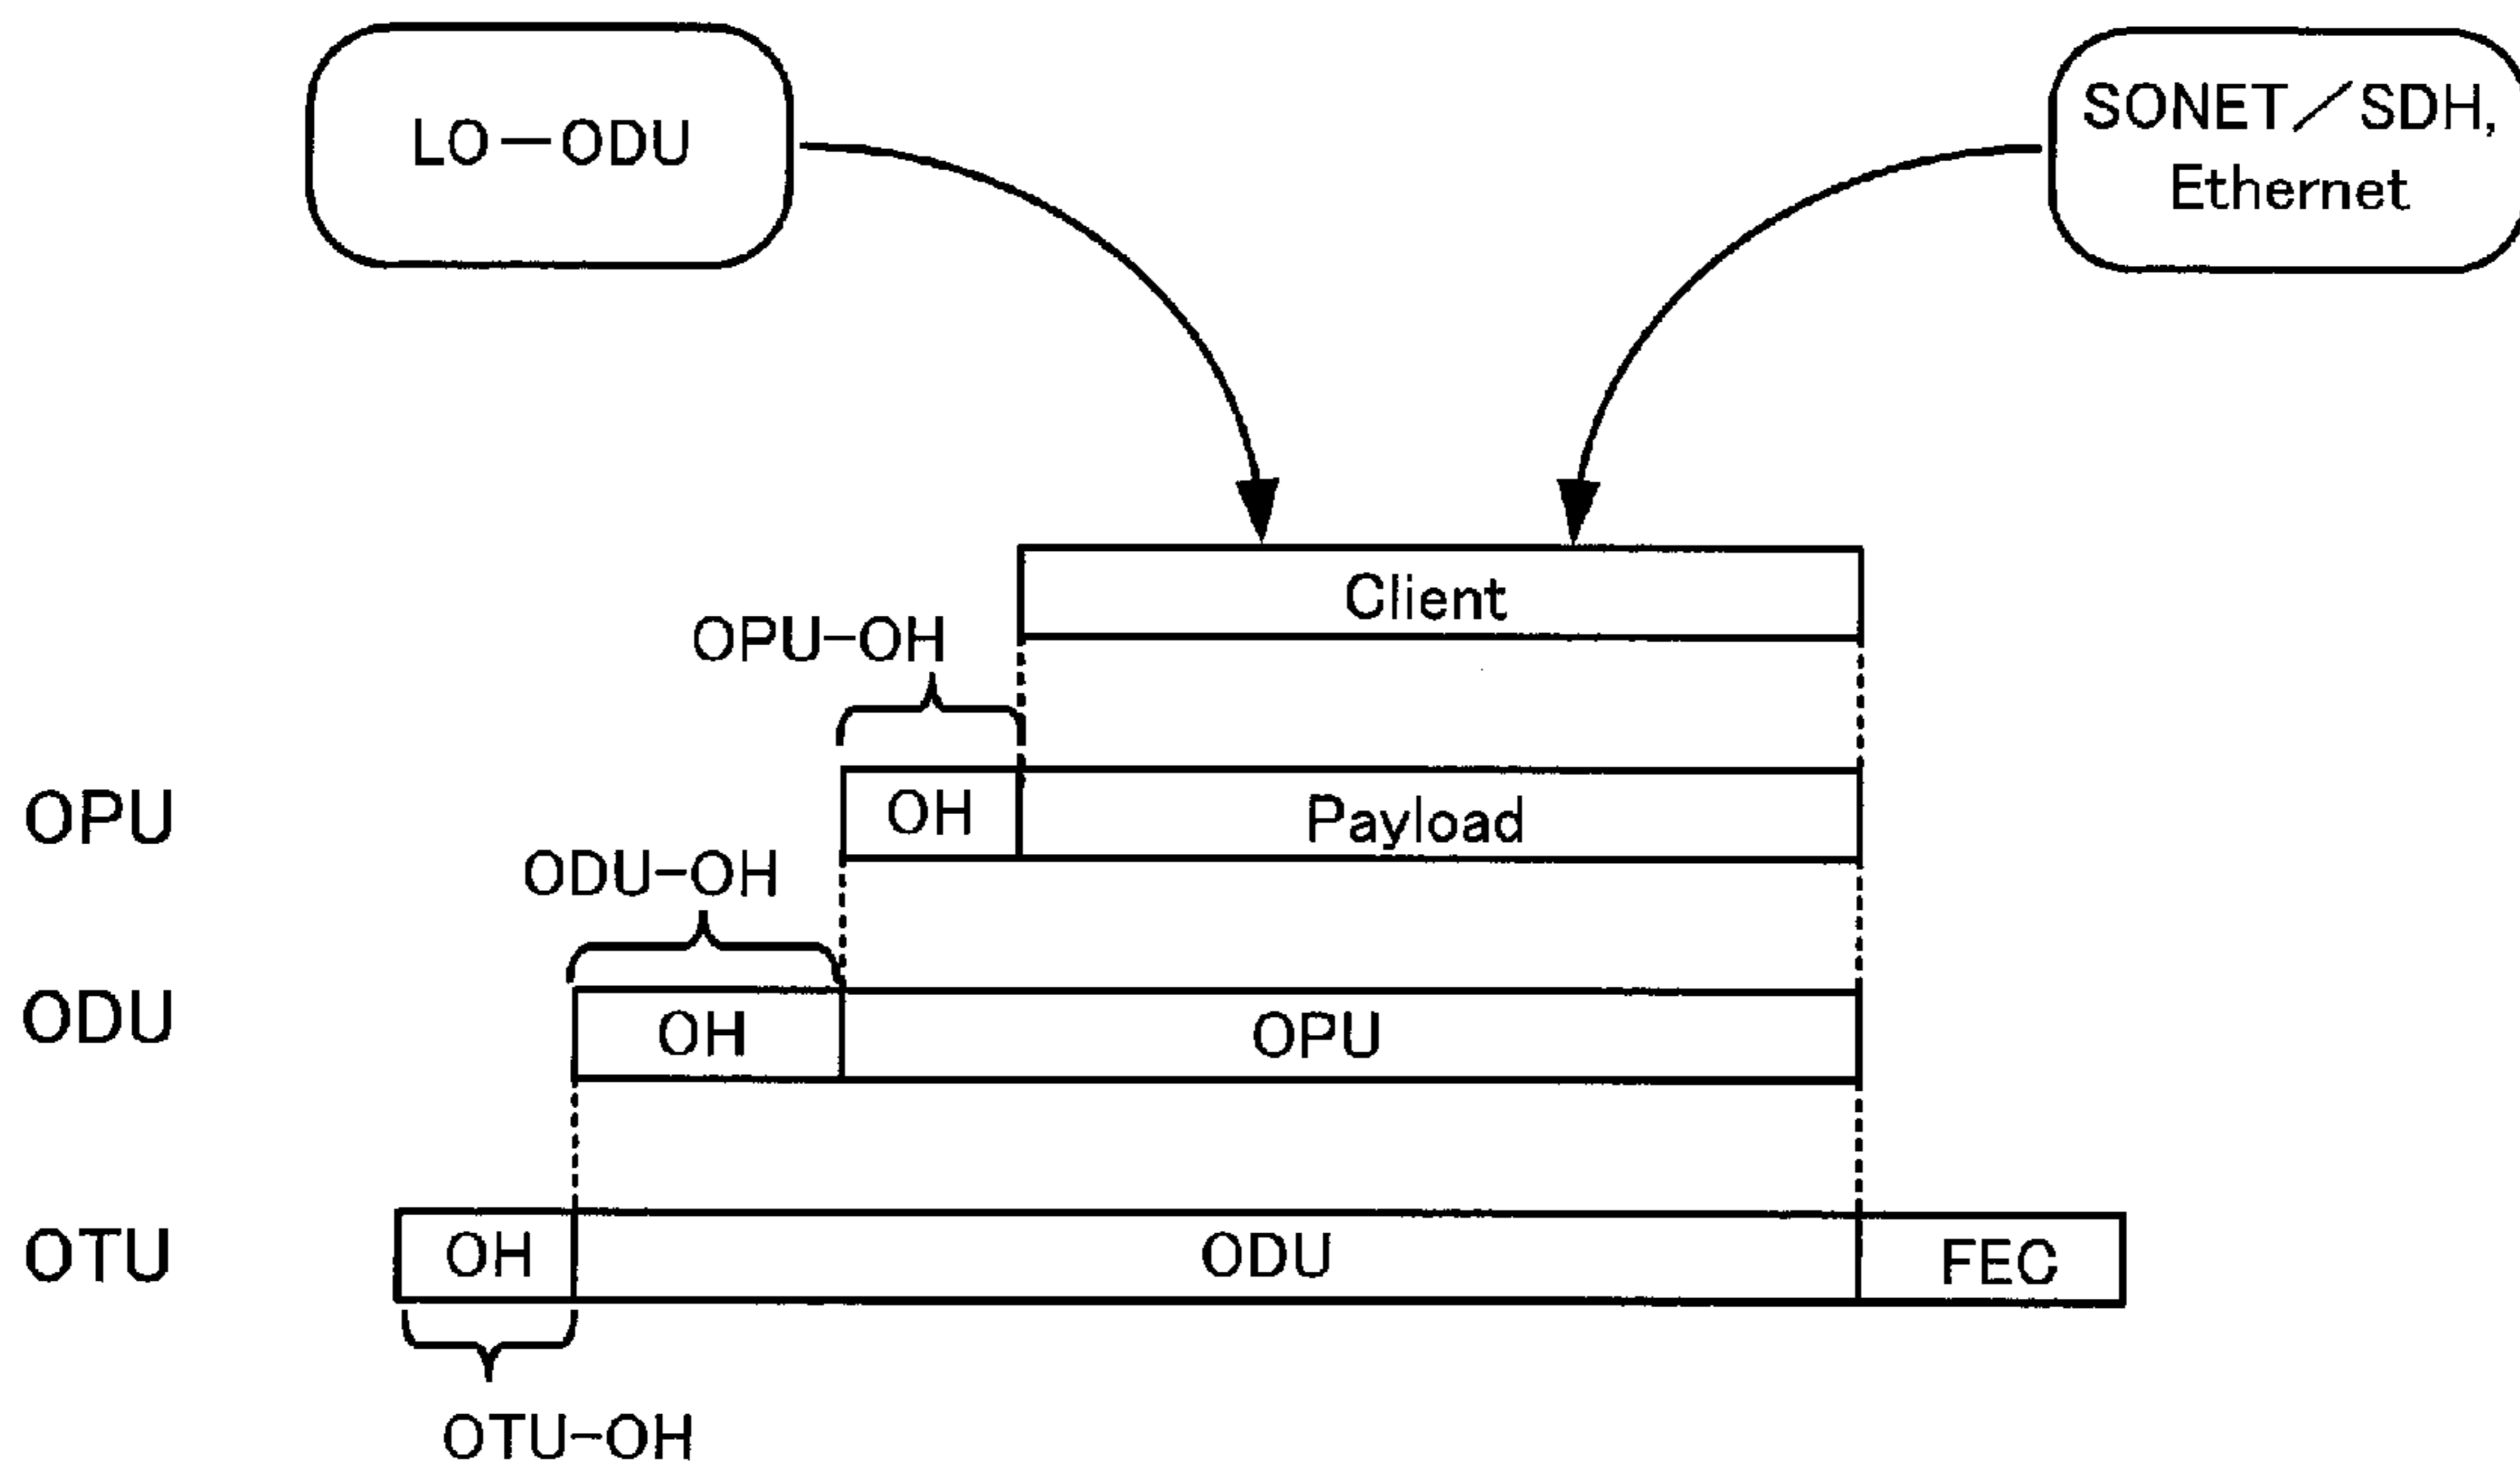 LO－ODU
SONET／SDH,
Ethernet
Client
OPU-OH
OPU
OH
Payload
ODU-OH
ODU
OH
OPU
OTU
OH
ODU
FEC
OTU-OH